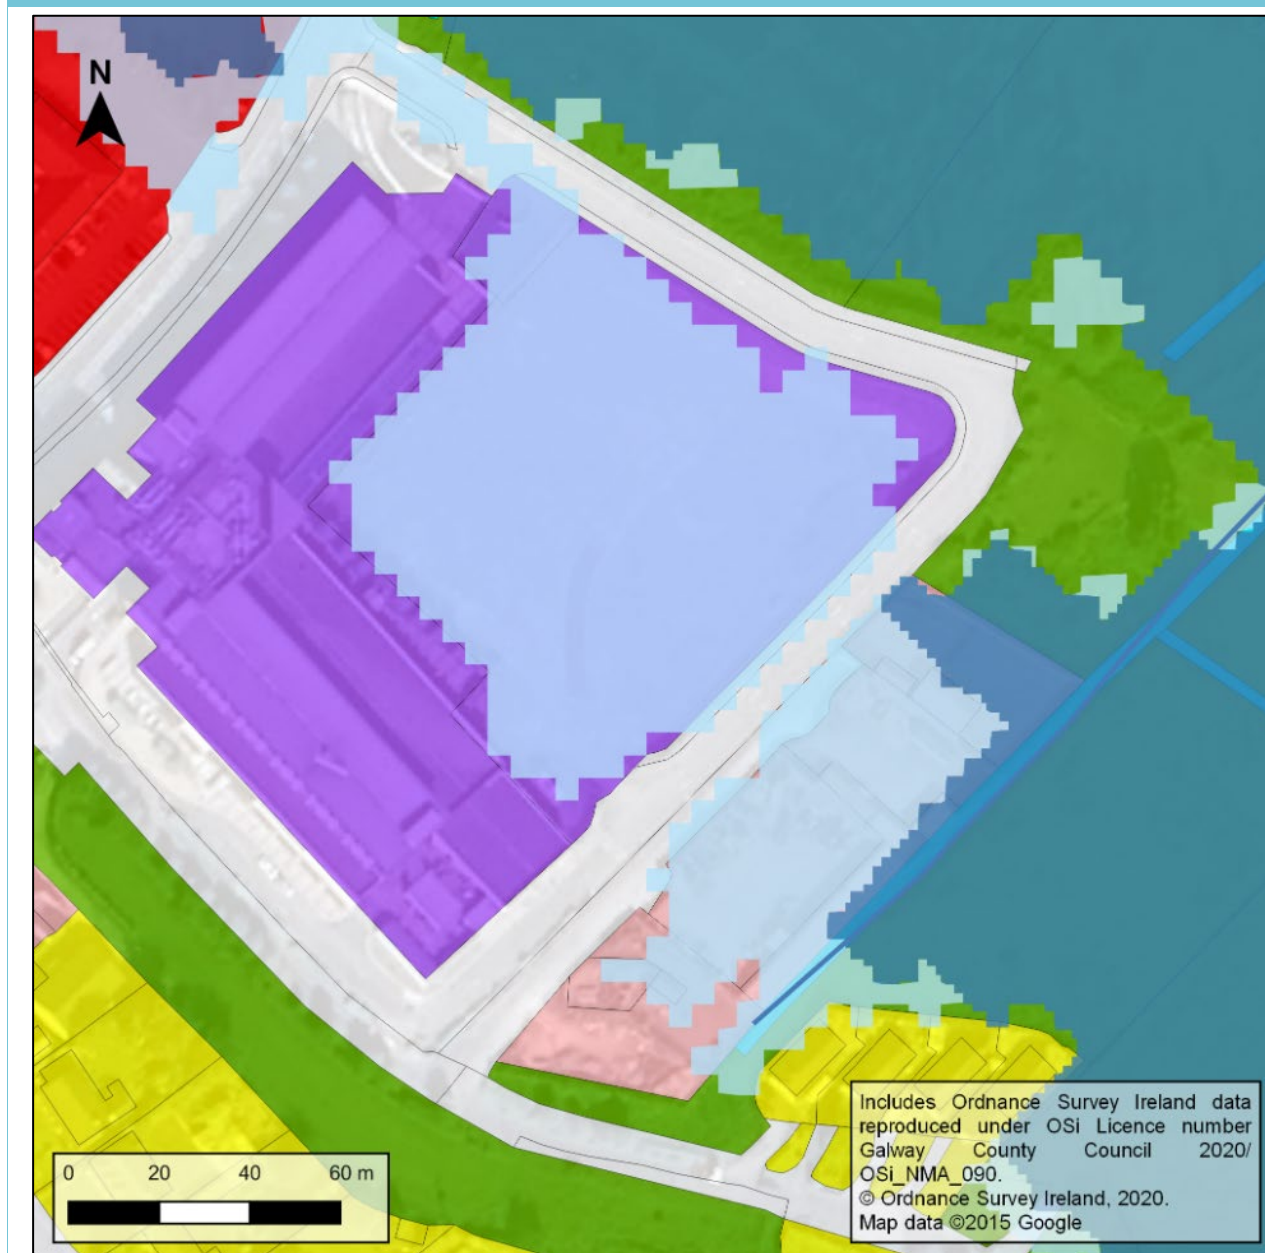 N
0 20 40 60 m
Includes Ordnance Survey Ireland data
reproduced under OSi Licence number
Galway County Council 2020/
OSi_NMA_090.
© Ordnance Survey Ireland, 2020.
Map data ©2015 Google